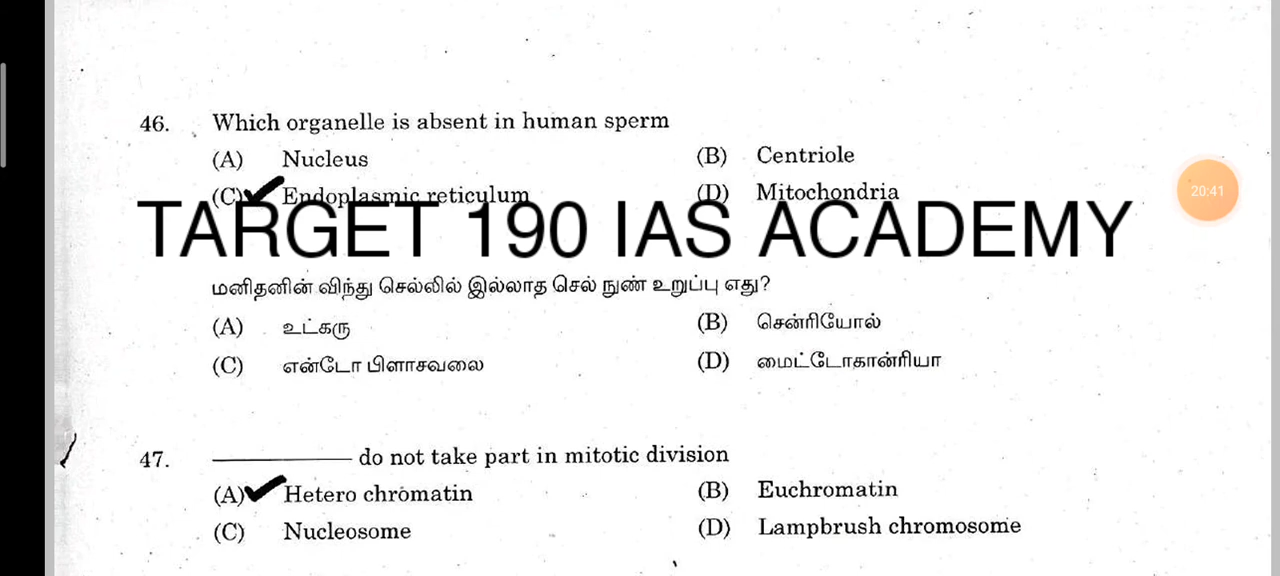 46. Which organelle is absent in human sperm
(A) Nucleus (B) Centriole
(C) Endoplasmic reticulum (D) Mitochondria
20:41
TARGET 190 IAS ACADEMY
மனிதனின் விந்து செல்லில் இல்லாத செல் நுண் உறுப்பு எது?
(A) உட்கரு (B) சென்ரியோல்
(C) என்டோ பிளாசவலை (D) மைட்டோகான்ரியா
47. ____________ do not take part in mitotic division
(A) Hetero chromatin (B) Euchromatin
(C) Nucleosome (D) Lampbrush chromosome